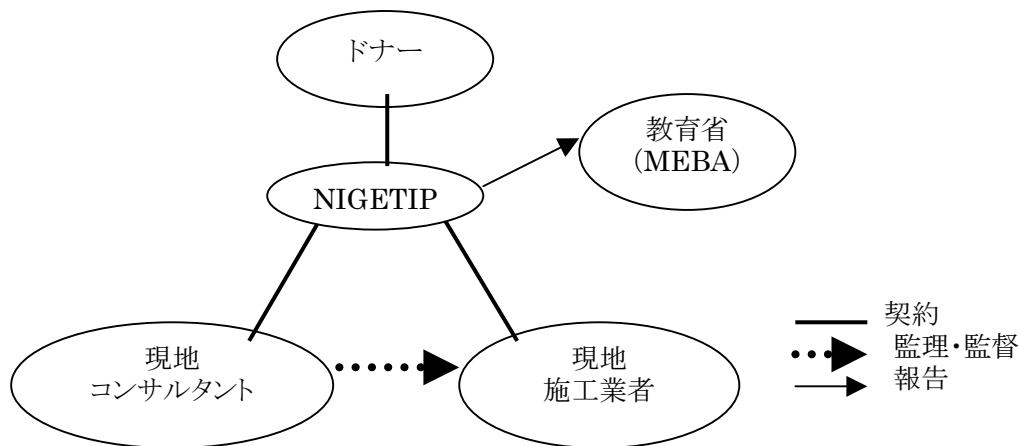 ドナー
教育省
(MEBA)
NIGETIP
現地
コンサルタント
現地
施工業者
契約
監理・監督
報告